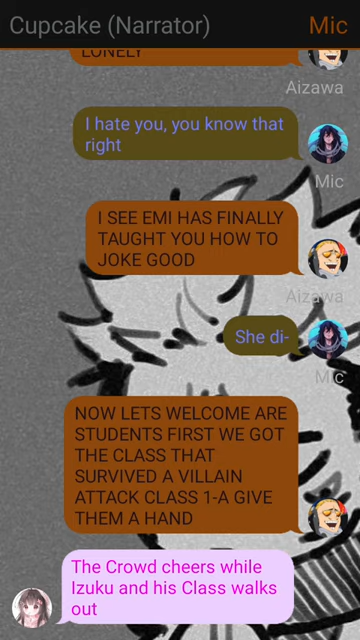 Cupcake (Narrator)
Mic
LONELY
Aizawa
I hate you, you know that
right
Mic
I SEE EMI HAS FINALLY
TAUGHT YOU HOW TO
JOKE GOOD
Aizawa
She di-
Mic
NOW LETS WELCOME ARE
STUDENTS FIRST WE GOT
THE CLASS THAT
SURVIVED A VILLAIN
ATTACK CLASS 1-A GIVE
THEM A HAND
The Crowd cheers while
Izuku and his Class walks
out